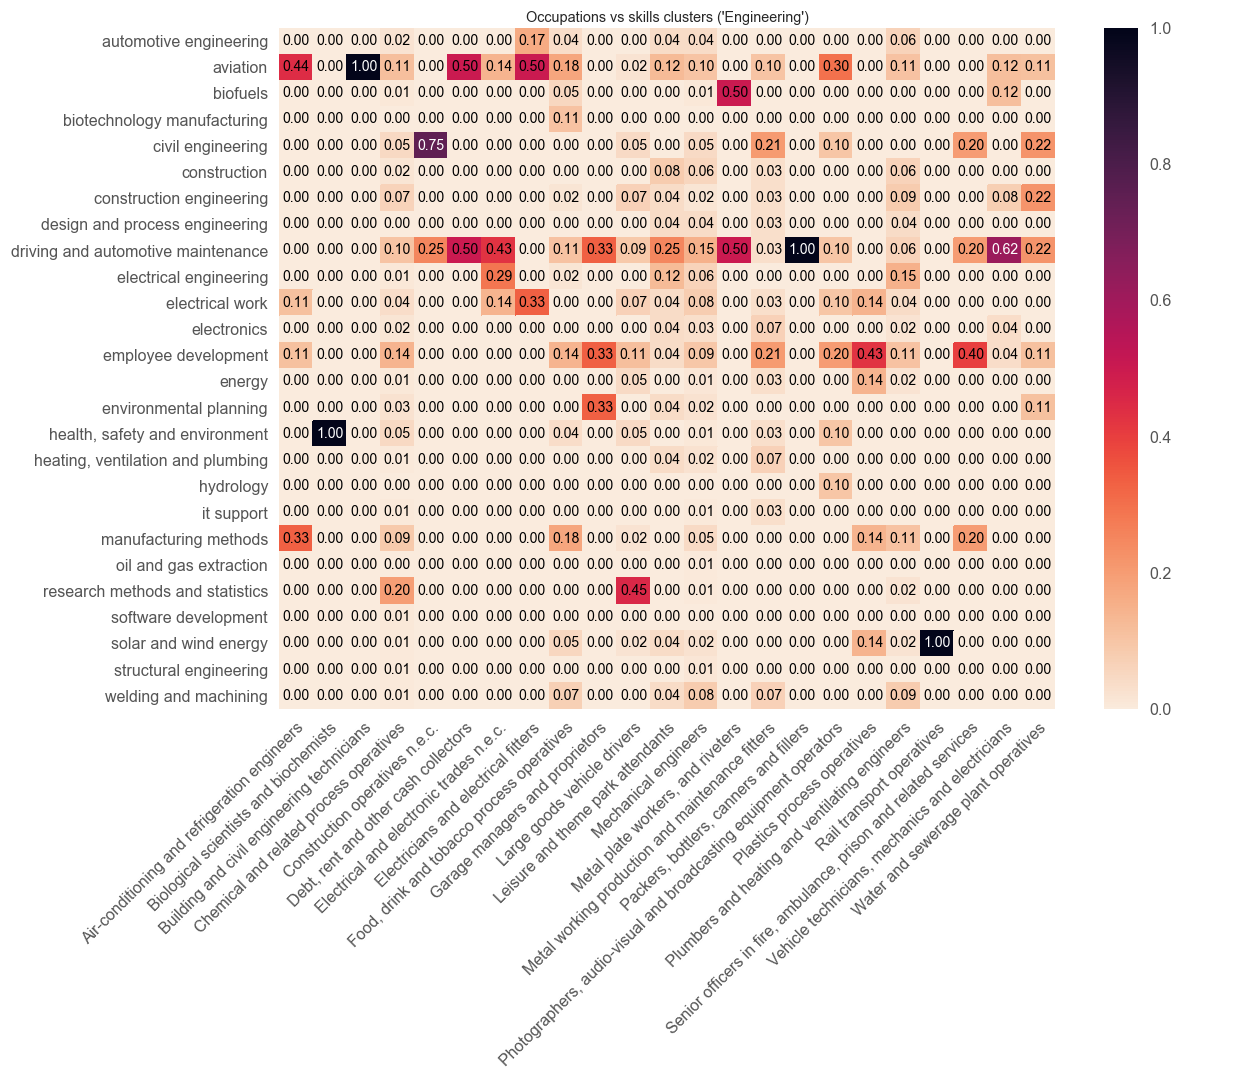 Occupations vs skills clusters ('Engineering')
automotive engineering 0.00 0.00 0.00 0.02 0.00 0.00 0.00 0.17 0.04 0.00 0.00 0.04 0.04 0.00 0.00 0.00 0.00 0.00 0.06 0.00 0.00 0.00 0.00
aviation 0.44 0.00 1.00 0.11 0.00 0.50 0.14 0.50 0.18 0.00 0.02 0.12 0.10 0.00 0.10 0.00 0.30 0.00 0.11 0.00 0.00 0.12 0.11
biofuels 0.00 0.00 0.00 0.01 0.00 0.00 0.00 0.00 0.05 0.00 0.00 0.00 0.01 0.50 0.00 0.00 0.00 0.00 0.00 0.00 0.00 0.12 0.00
biotechnology manufacturing 0.00 0.00 0.00 0.00 0.00 0.00 0.00 0.00 0.11 0.00 0.00 0.00 0.00 0.00 0.00 0.00 0.00 0.00 0.00 0.00 0.00 0.00 0.00
civil engineering 0.00 0.00 0.00 0.05 0.75 0.00 0.00 0.00 0.00 0.00 0.05 0.00 0.05 0.00 0.21 0.00 0.10 0.00 0.00 0.00 0.20 0.00 0.22
construction 0.00 0.00 0.00 0.02 0.00 0.00 0.00 0.00 0.00 0.00 0.00 0.08 0.06 0.00 0.03 0.00 0.00 0.00 0.06 0.00 0.00 0.00 0.00
construction engineering 0.00 0.00 0.00 0.07 0.00 0.00 0.00 0.00 0.02 0.00 0.07 0.04 0.02 0.00 0.03 0.00 0.00 0.00 0.09 0.00 0.00 0.08 0.22
design and process engineering 0.00 0.00 0.00 0.00 0.00 0.00 0.00 0.00 0.00 0.00 0.00 0.04 0.04 0.00 0.03 0.00 0.00 0.00 0.04 0.00 0.00 0.00 0.00
driving and automotive maintenance 0.00 0.00 0.00 0.10 0.25 0.50 0.43 0.00 0.11 0.33 0.09 0.25 0.15 0.50 0.03 1.00 0.10 0.00 0.06 0.00 0.20 0.62 0.22
electrical engineering 0.00 0.00 0.00 0.01 0.00 0.00 0.29 0.00 0.02 0.00 0.00 0.12 0.06 0.00 0.00 0.00 0.00 0.00 0.15 0.00 0.00 0.00 0.00
electrical work 0.11 0.00 0.00 0.04 0.00 0.00 0.14 0.33 0.00 0.00 0.07 0.04 0.08 0.00 0.03 0.00 0.10 0.14 0.04 0.00 0.00 0.00 0.00
electronics 0.00 0.00 0.00 0.02 0.00 0.00 0.00 0.00 0.00 0.00 0.00 0.04 0.03 0.00 0.07 0.00 0.00 0.00 0.02 0.00 0.00 0.04 0.00
employee development 0.11 0.00 0.00 0.14 0.00 0.00 0.00 0.00 0.14 0.33 0.11 0.04 0.09 0.00 0.21 0.00 0.20 0.43 0.11 0.00 0.40 0.04 0.11
energy 0.00 0.00 0.00 0.01 0.00 0.00 0.00 0.00 0.00 0.00 0.05 0.00 0.01 0.00 0.03 0.00 0.00 0.14 0.02 0.00 0.00 0.00 0.00
environmental planning 0.00 0.00 0.00 0.03 0.00 0.00 0.00 0.00 0.00 0.33 0.00 0.04 0.02 0.00 0.00 0.00 0.00 0.00 0.00 0.00 0.00 0.00 0.11
health, safety and environment 0.00 1.00 0.00 0.05 0.00 0.00 0.00 0.00 0.04 0.00 0.05 0.00 0.01 0.00 0.03 0.00 0.10 0.00 0.00 0.00 0.00 0.00 0.00
heating, ventilation and plumbing 0.00 0.00 0.00 0.01 0.00 0.00 0.00 0.00 0.00 0.00 0.00 0.04 0.02 0.00 0.07 0.00 0.00 0.00 0.00 0.00 0.00 0.00 0.00
hydrology 0.00 0.00 0.00 0.00 0.00 0.00 0.00 0.00 0.00 0.00 0.00 0.00 0.00 0.00 0.00 0.00 0.10 0.00 0.00 0.00 0.00 0.00 0.00
it support 0.00 0.00 0.00 0.01 0.00 0.00 0.00 0.00 0.00 0.00 0.00 0.00 0.01 0.00 0.03 0.00 0.00 0.00 0.00 0.00 0.00 0.00 0.00
manufacturing methods 0.33 0.00 0.00 0.09 0.00 0.00 0.00 0.00 0.18 0.00 0.02 0.00 0.05 0.00 0.00 0.00 0.00 0.14 0.11 0.00 0.20 0.00 0.00
oil and gas extraction 0.00 0.00 0.00 0.00 0.00 0.00 0.00 0.00 0.00 0.00 0.00 0.00 0.01 0.00 0.00 0.00 0.00 0.00 0.00 0.00 0.00 0.00 0.00
research methods and statistics 0.00 0.00 0.00 0.20 0.00 0.00 0.00 0.00 0.00 0.00 0.45 0.00 0.01 0.00 0.00 0.00 0.00 0.00 0.02 0.00 0.00 0.00 0.00
software development 0.00 0.00 0.00 0.01 0.00 0.00 0.00 0.00 0.00 0.00 0.00 0.00 0.00 0.00 0.00 0.00 0.00 0.00 0.00 0.00 0.00 0.00 0.00
solar and wind energy 0.00 0.00 0.00 0.01 0.00 0.00 0.00 0.00 0.05 0.00 0.02 0.04 0.02 0.00 0.00 0.00 0.00 0.14 0.02 1.00 0.00 0.00 0.00
structural engineering 0.00 0.00 0.00 0.01 0.00 0.00 0.00 0.00 0.00 0.00 0.00 0.00 0.01 0.00 0.00 0.00 0.00 0.00 0.00 0.00 0.00 0.00 0.00
welding and machining 0.00 0.00 0.00 0.01 0.00 0.00 0.00 0.00 0.07 0.00 0.00 0.04 0.08 0.00 0.07 0.00 0.00 0.00 0.09 0.00 0.00 0.00 0.00
Air-conditioning and refrigeration engineers
Biological scientists and biochemists
Building and civil engineering technicians
Chemical and related process operatives
Construction operatives n.e.c.
Debt, rent and other cash collectors
Electrical and electronic trades n.e.c.
Electricians and electrical fitters
Food, drink and tobacco process operatives
Garage managers and proprietors
Large goods vehicle drivers
Leisure and theme park attendants
Mechanical engineers
Metal plate workers, and riveters
Metal working production and maintenance fitters
Packers, bottlers, canners and fillers
Photographers, audio-visual and broadcasting equipment operators
Plastics process operatives
Plumbers and heating and ventilating engineers
Rail transport operatives
Senior officers in fire, ambulance, prison and related services
Vehicle technicians, mechanics and electricians
Water and sewerage plant operatives
1.0
0.8
0.6
0.4
0.2
0.0